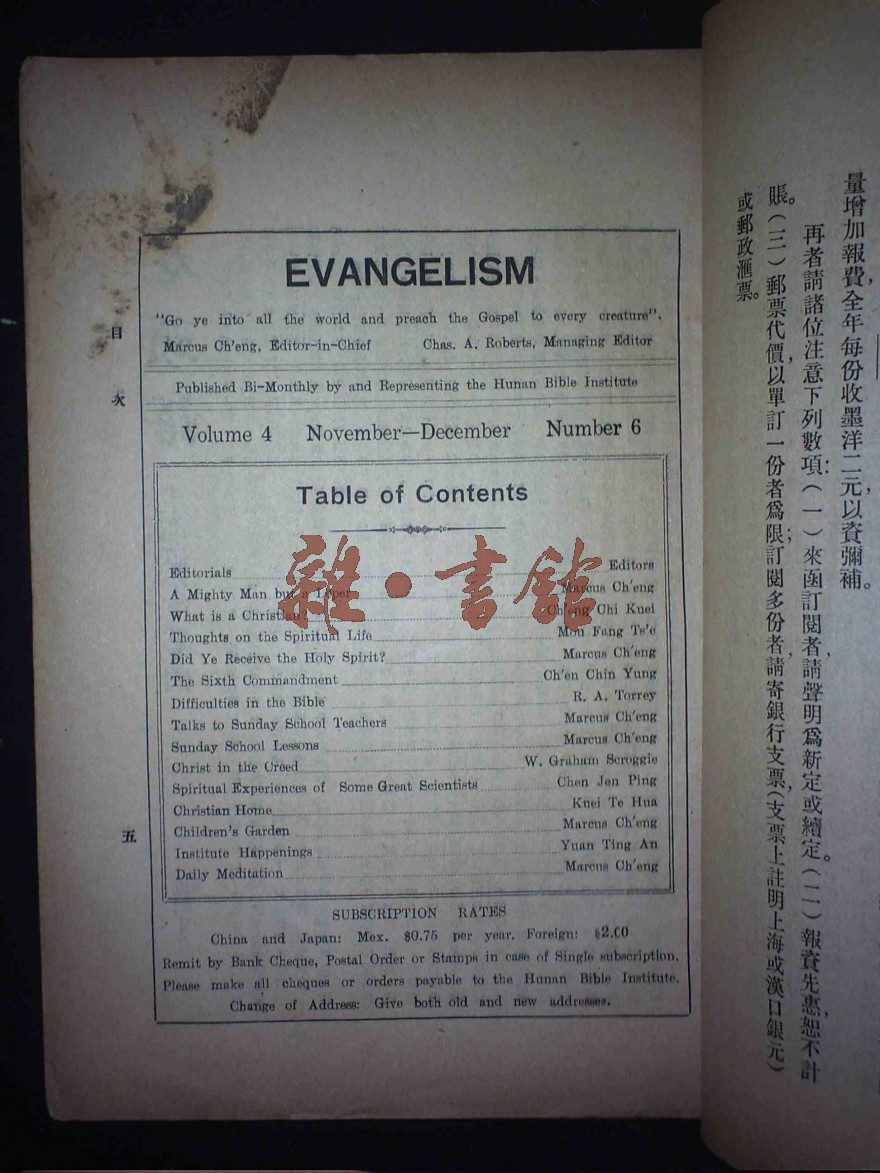 EVANGELISM
"Go ye into all the world and preach the Gospel to every creature".
Marcus Ch'eng, Editor-in-Chief Chas. A. Roberts, Managing Editor
Published Bi-Monthly by and Representing the Hunan Bible Institute
Volume 4 November—December Number 6
Table of Contents
Editorials Editors
A Mighty Man but a Leper Marcus Ch'eng
What is a Christian? Ch'eng Chi Kuei
Thoughts on the Spiritual Life Mou Fang Ts'e
Did Ye Receive the Holy Spirit? Marcus Ch'eng
The Sixth Commandment Ch'en Chin Yung
Difficulties in the Bible R. A. Torrey
Talks to Sunday School Teachers Marcus Ch'eng
Sunday School Lessons Marcus Ch'eng
Christ in the Creed W. Graham Scroggie
Spiritual Experiences of Some Great Scientists Chen Jen Ping
Christian Home Kuei Te Hua
Children's Garden Marcus Ch'eng
Institute Happenings Yuan Ting An
Daily Meditation Marcus Ch'eng
SUBSCRIPTION RATES
China and Japan: Mex. $0.75 per year. Foreign: $2.00
Remit by Bank Cheque, Postal Order or Stamps in case of Single subscription.
Please make all cheques or orders payable to the Hunan Bible Institute.
Change of Address: Give both old and new addresses.
目次
五
雜·書館
量增加報費,全年每份收墨洋二元,以資彌補。
再者請諸位注意下列數項:(一)來函訂閱者,請聲明爲新定或續定。(二)報資先惠,恕不計
賬。(三)郵票代價,以單訂一份者爲限;訂閱多份者,請寄銀行支票,(支票上註明上海或漢口銀元)
或郵政滙票。